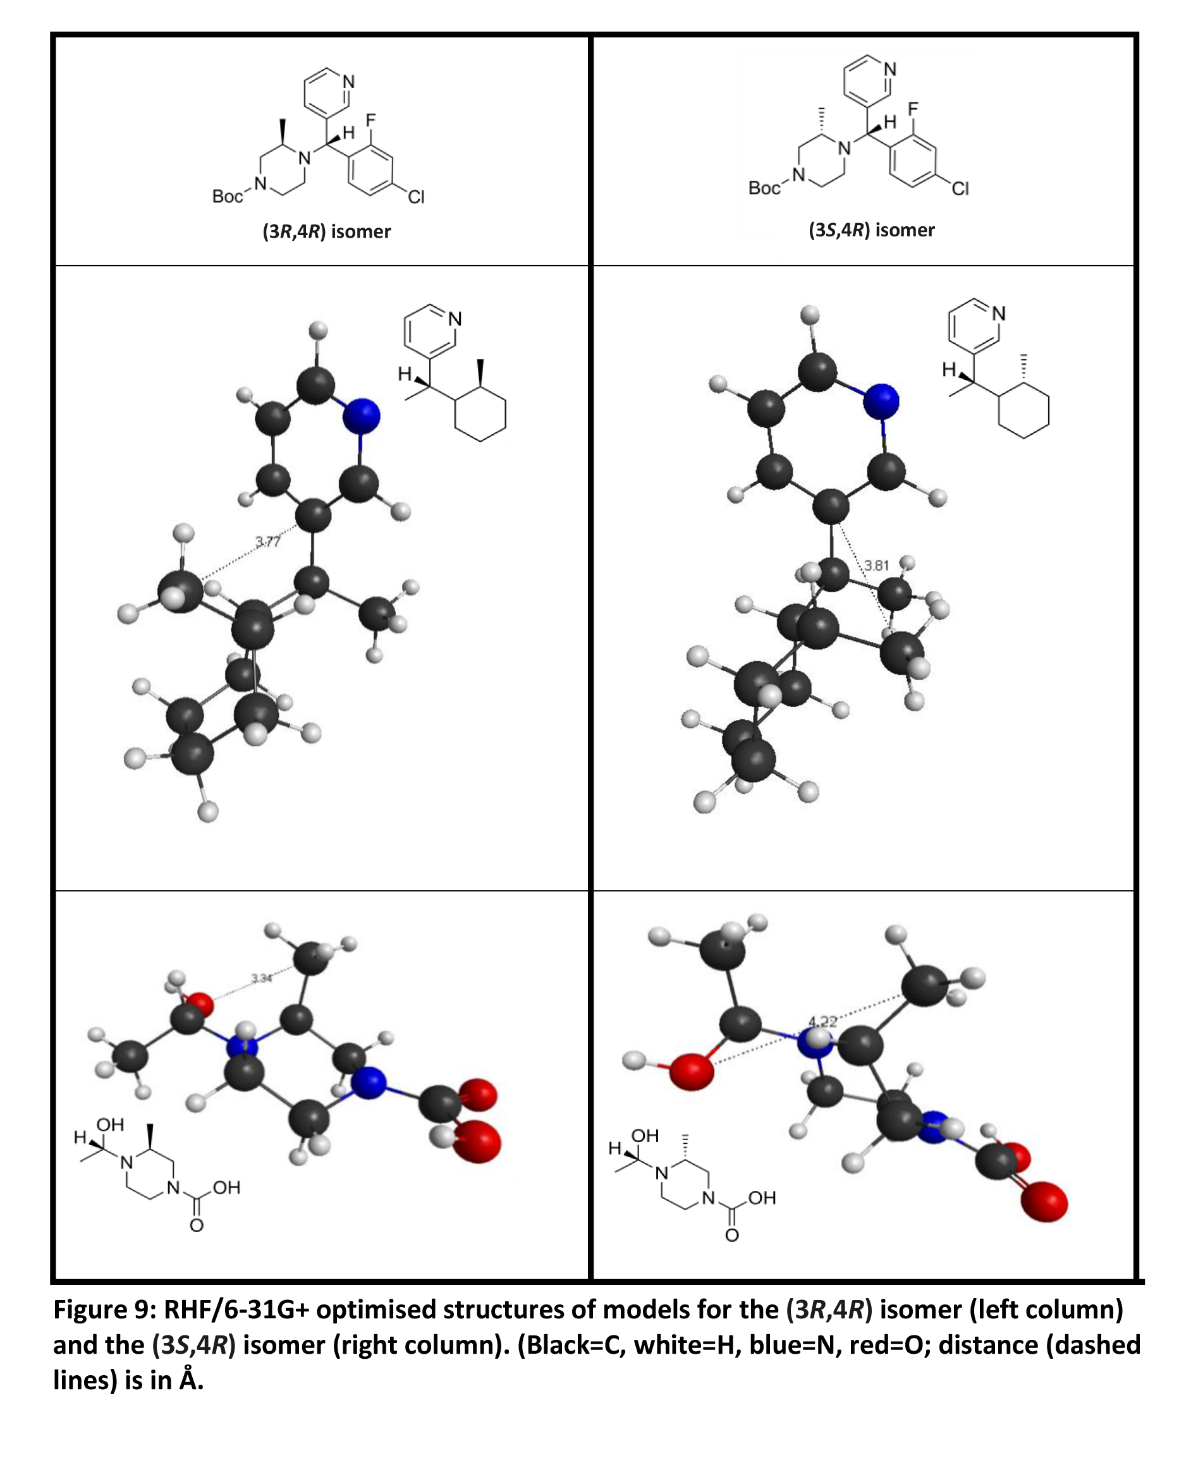 N
H
F
N
N
Boc
Cl
(3R,4R) isomer
N
H
F
N
N
Boc
Cl
(3S,4R) isomer
N
H
3.77
N
H
3.81
3.34
OH
H
N
N
OH
O
4.22
OH
H
N
N
OH
O
Figure 9: RHF/6-31G+ optimised structures of models for the (3R,4R) isomer (left column)
and the (3S,4R) isomer (right column). (Black=C, white=H, blue=N, red=O; distance (dashed
lines) is in Å.